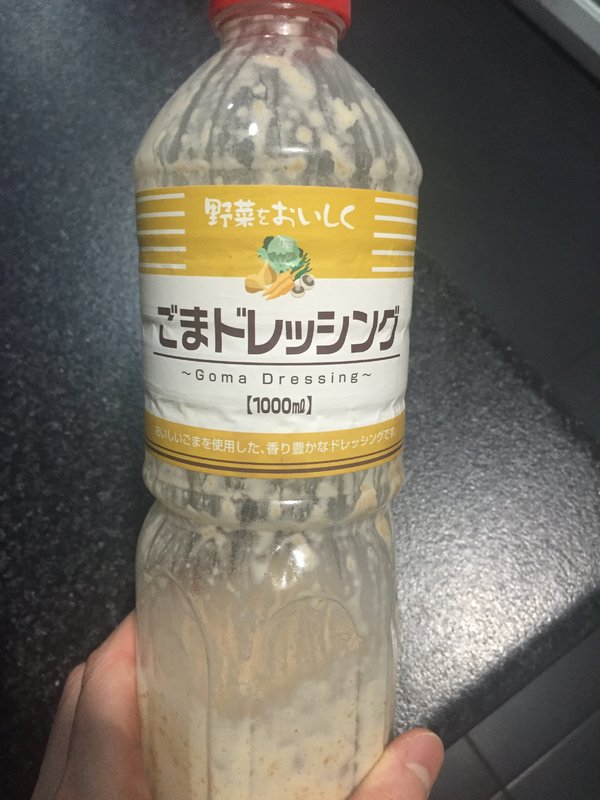 野菜をおいしく
ごまドレッシング
～Goma Dressing～
【1000㎖】
おいしいごまを使用した、香り豊かなドレッシングです。